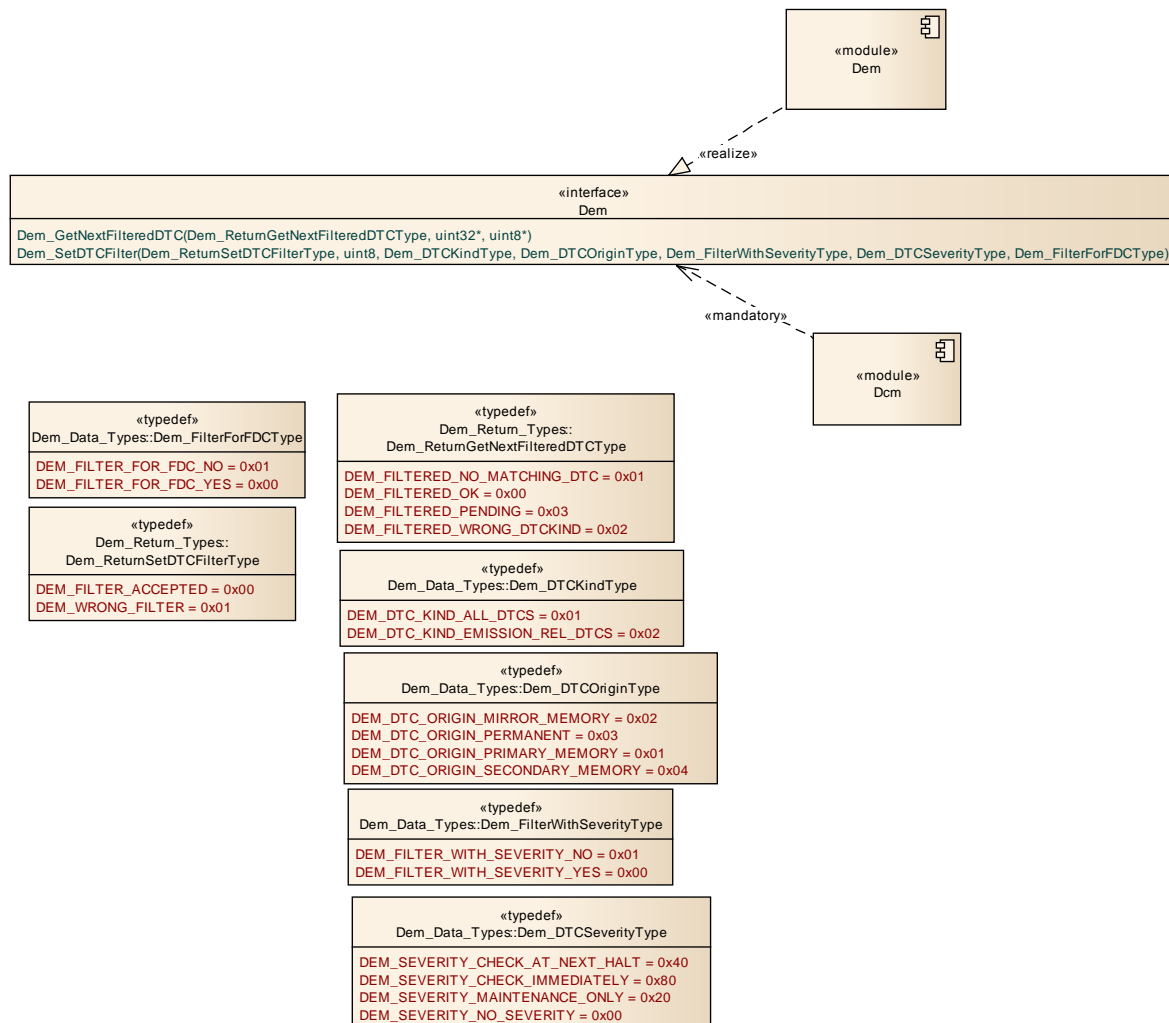 «module»
Dem
«realize»
«interface»
Dem
Dem_GetNextFilteredDTC(Dem_ReturnGetNextFilteredDTCType, uint32*, uint8*)
Dem_SetDTCFilter(Dem_ReturnSetDTCFilterType, uint8, Dem_DTCKindType, Dem_DTCOriginType, Dem_FilterWithSeverityType, Dem_DTCSeverityType, Dem_FilterForFDCType)
«mandatory»
«module»
Dcm
«typedef»
Dem_Data_Types::Dem_FilterForFDCType
DEM_FILTER_FOR_FDC_NO = 0x01
DEM_FILTER_FOR_FDC_YES = 0x00
«typedef»
Dem_Return_Types::
Dem_ReturnSetDTCFilterType
DEM_FILTER_ACCEPTED = 0x00
DEM_WRONG_FILTER = 0x01
«typedef»
Dem_Return_Types::
Dem_ReturnGetNextFilteredDTCType
DEM_FILTERED_NO_MATCHING_DTC = 0x01
DEM_FILTERED_OK = 0x00
DEM_FILTERED_PENDING = 0x03
DEM_FILTERED_WRONG_DTCKIND = 0x02
«typedef»
Dem_Data_Types::Dem_DTCKindType
DEM_DTC_KIND_ALL_DTCS = 0x01
DEM_DTC_KIND_EMISSION_REL_DTCS = 0x02
«typedef»
Dem_Data_Types::Dem_DTCOriginType
DEM_DTC_ORIGIN_MIRROR_MEMORY = 0x02
DEM_DTC_ORIGIN_PERMANENT = 0x03
DEM_DTC_ORIGIN_PRIMARY_MEMORY = 0x01
DEM_DTC_ORIGIN_SECONDARY_MEMORY = 0x04
«typedef»
Dem_Data_Types::Dem_FilterWithSeverityType
DEM_FILTER_WITH_SEVERITY_NO = 0x01
DEM_FILTER_WITH_SEVERITY_YES = 0x00
«typedef»
Dem_Data_Types::Dem_DTCSeverityType
DEM_SEVERITY_CHECK_AT_NEXT_HALT = 0x40
DEM_SEVERITY_CHECK_IMMEDIATELY = 0x80
DEM_SEVERITY_MAINTENANCE_ONLY = 0x20
DEM_SEVERITY_NO_SEVERITY = 0x00